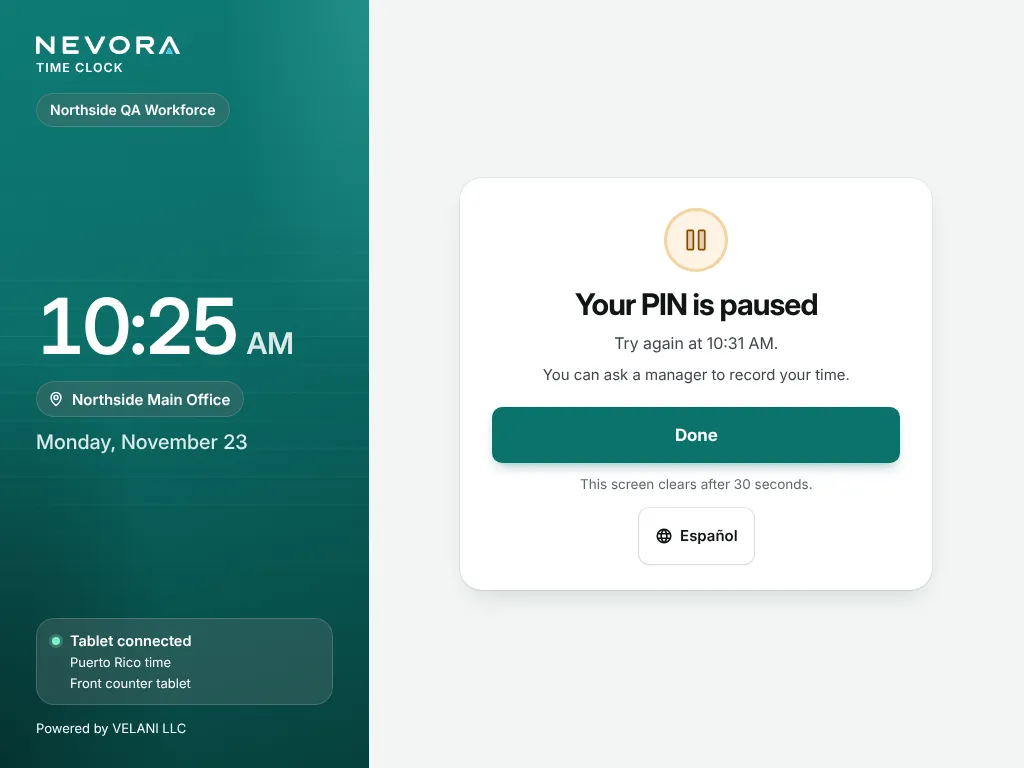 NEVORA
TIME CLOCK
Northside QA Workforce
10:25 AM
Northside Main Office
Monday, November 23
Tablet connected
Puerto Rico time
Front counter tablet
Powered by VELANI LLC
Your PIN is paused
Try again at 10:31 AM.
You can ask a manager to record your time.
Done
This screen clears after 30 seconds.
Español